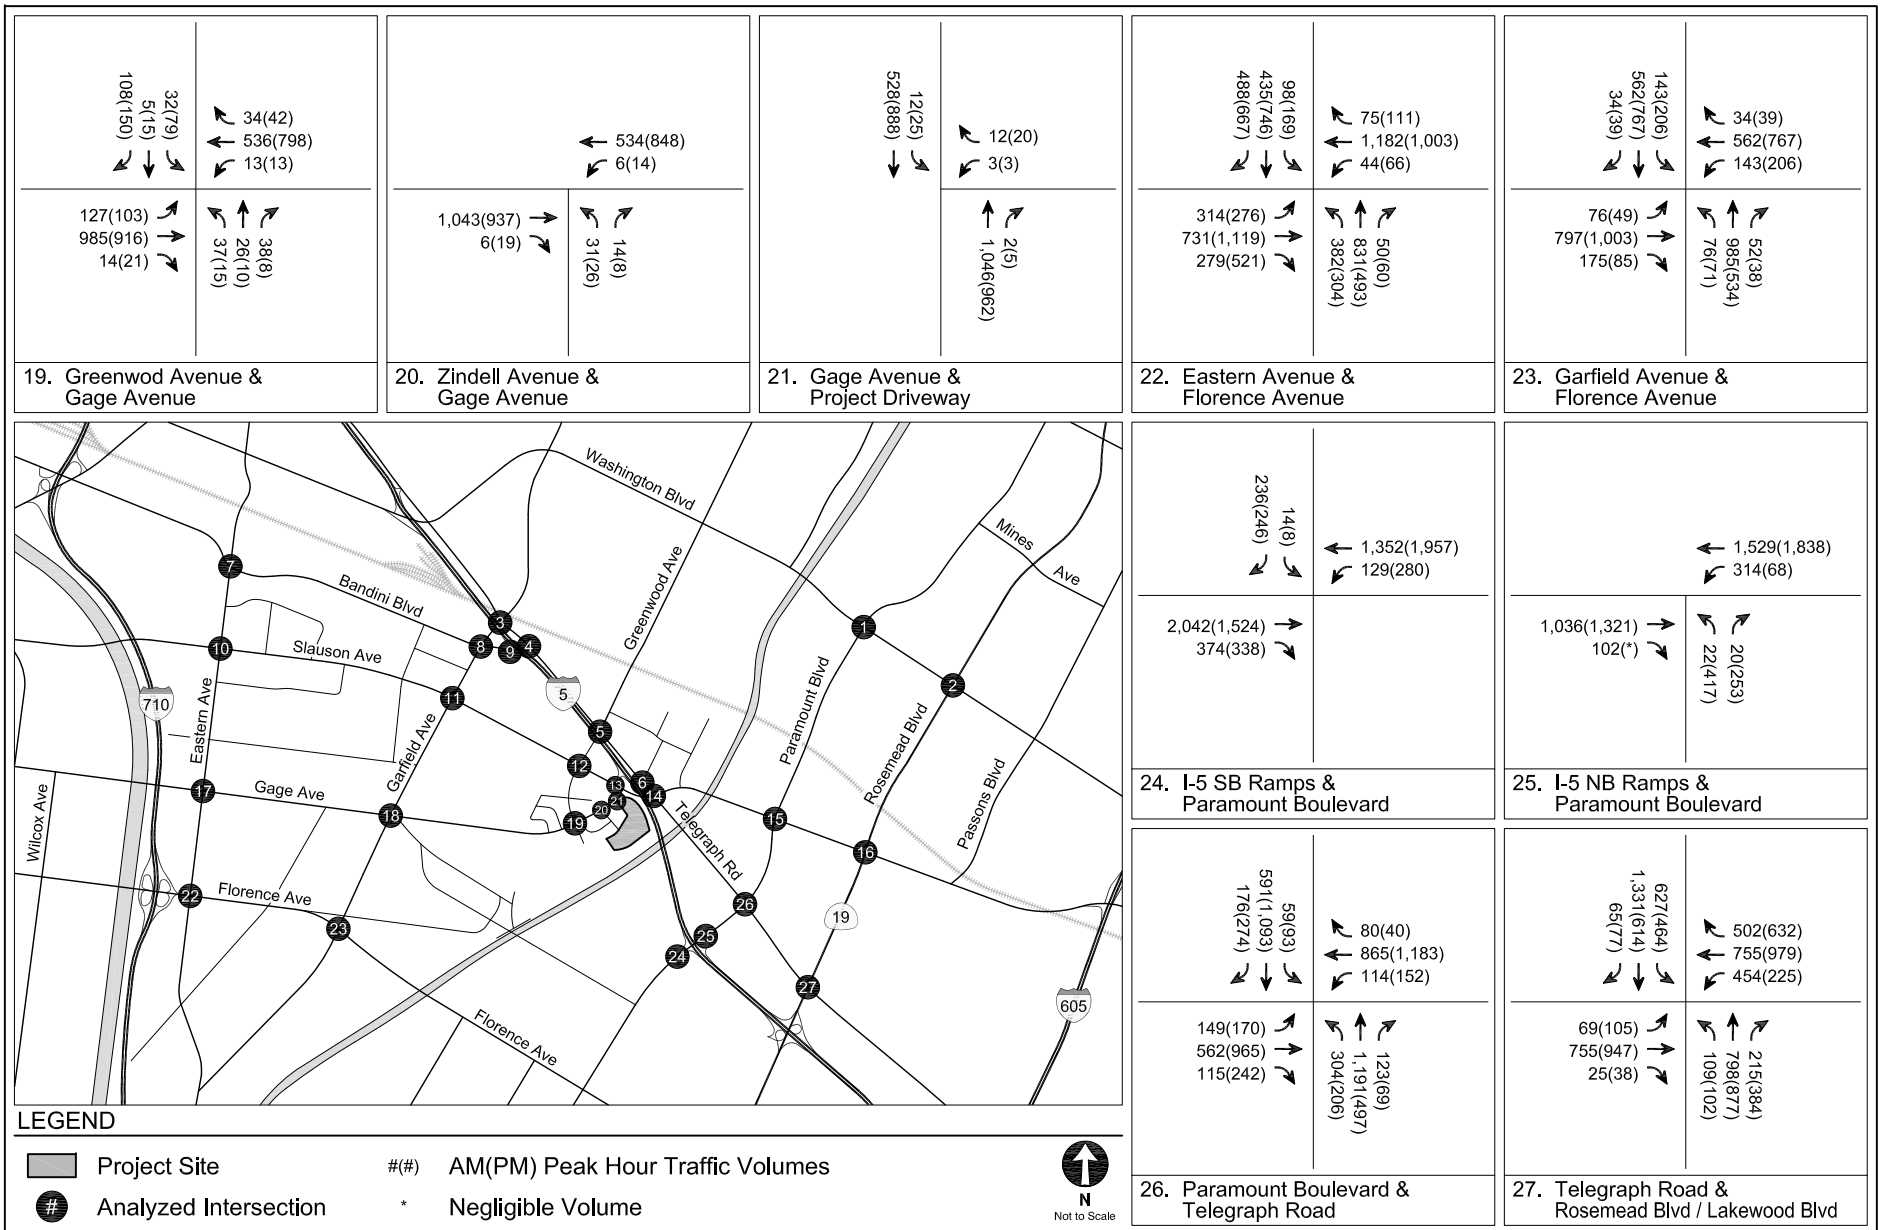 108(150)
5(15)
32(79)
34(42)
536(798)
13(13)
127(103)
985(916)
14(21)
37(15)
26(10)
38(8)
19. Greenwod Avenue &
Gage Avenue
534(848)
6(14)
1,043(937)
6(19)
31(26)
14(8)
20. Zindell Avenue &
Gage Avenue
528(888)
12(25)
12(20)
3(3)
1,046(962)
2(5)
21. Gage Avenue &
Project Driveway
488(667)
435(746)
98(169)
75(111)
1,182(1,003)
44(66)
314(276)
731(1,119)
279(521)
382(304)
831(493)
50(60)
22. Eastern Avenue &
Florence Avenue
34(39)
562(767)
143(206)
34(39)
562(767)
143(206)
76(49)
797(1,003)
175(85)
76(71)
985(534)
52(38)
23. Garfield Avenue &
Florence Avenue
Washington Blvd
Mines
Ave
Greenwood Ave
Bandini Blvd
Slauson Ave
Eastern Ave
Garfield Ave
Gage Ave
Wilcox Ave
Florence Ave
Florence Ave
Telegraph Rd
Paramount Blvd
Rosemead Blvd
Passons Blvd
710
5
19
605
1
2
3
4
5
6
7
8
9
10
11
12
13
14
15
16
17
18
19
20
21
22
23
24
25
26
27
236(246)
14(8)
1,352(1,957)
129(280)
2,042(1,524)
374(338)
24. I-5 SB Ramps &
Paramount Boulevard
1,529(1,838)
314(68)
1,036(1,321)
102(*)
22(417)
20(253)
25. I-5 NB Ramps &
Paramount Boulevard
176(274)
591(1,093)
59(93)
80(40)
865(1,183)
114(152)
149(170)
562(965)
115(242)
304(206)
1,191(497)
123(69)
26. Paramount Boulevard &
Telegraph Road
65(77)
1,331(614)
627(464)
502(632)
755(979)
454(225)
69(105)
755(947)
25(38)
109(102)
798(877)
215(384)
27. Telegraph Road &
Rosemead Blvd / Lakewood Blvd
LEGEND
Project Site
#(#) AM(PM) Peak Hour Traffic Volumes
# Analyzed Intersection
* Negligible Volume
N
Not to Scale